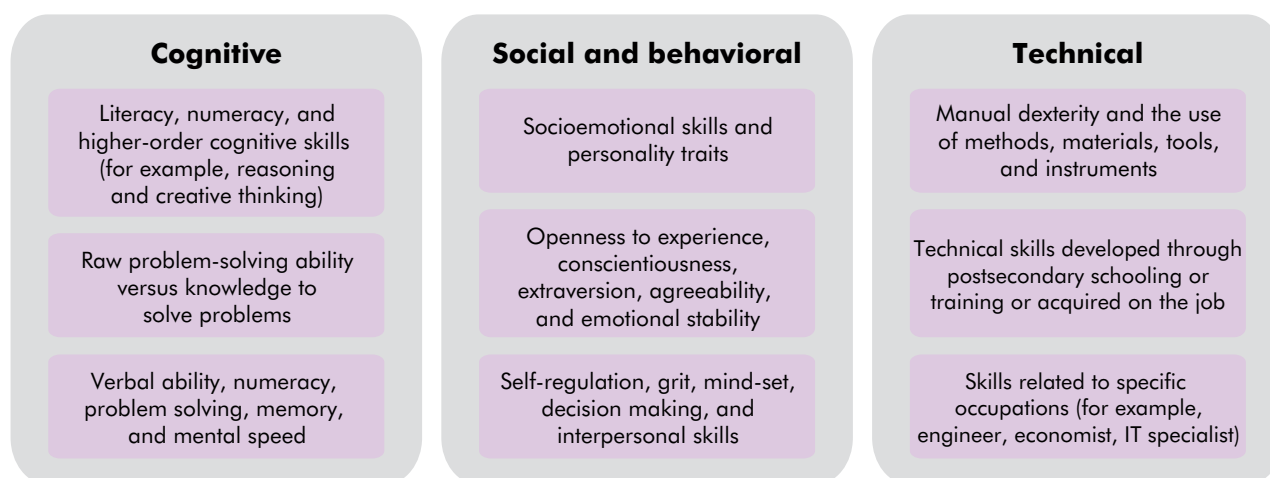 Cognitive
Literacy, numeracy, and
higher-order cognitive skills
(for example, reasoning
and creative thinking)
Raw problem-solving ability
versus knowledge to
solve problems
Verbal ability, numeracy,
problem solving, memory,
and mental speed
Social and behavioral
Socioemotional skills and
personality traits
Openness to experience,
conscientiousness,
extraversion, agreeability,
and emotional stability
Self-regulation, grit, mind-set,
decision making, and
interpersonal skills
Technical
Manual dexterity and the use
of methods, materials, tools,
and instruments
Technical skills developed through
postsecondary schooling or
training or acquired on the job
Skills related to specific
occupations (for example,
engineer, economist, IT specialist)